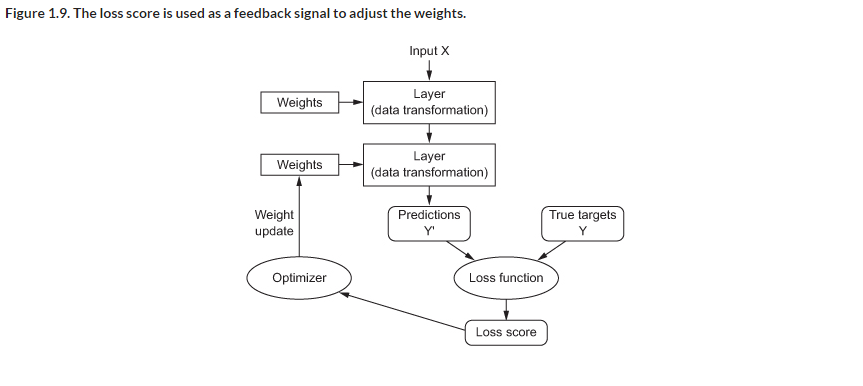 Figure 1.9. The loss score is used as a feedback signal to adjust the weights.
Input X
Weights
Layer
(data transformation)
Weights
Layer
(data transformation)
Weight
update
Predictions
Y'
True targets
Y
Optimizer
Loss function
Loss score